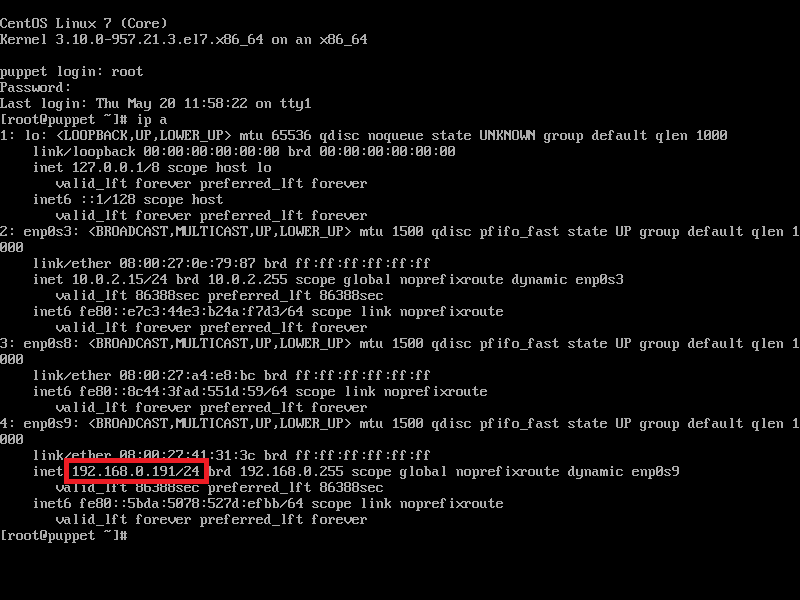 CentOS Linux 7 (Core)
Kernel 3.10.0-957.21.3.el7.x86_64 on an x86_64
puppet login: root
Password:
Last login: Thu May 20 11:58:22 on tty1
[root@puppet ~]# ip a
1: lo: <LOOPBACK,UP,LOWER_UP> mtu 65536 qdisc noqueue state UNKNOWN group default qlen 1000
    link/loopback 00:00:00:00:00:00 brd 00:00:00:00:00:00
    inet 127.0.0.1/8 scope host lo
       valid_lft forever preferred_lft forever
    inet6 ::1/128 scope host
       valid_lft forever preferred_lft forever
2: enp0s3: <BROADCAST,MULTICAST,UP,LOWER_UP> mtu 1500 qdisc pfifo_fast state UP group default qlen 1
000
    link/ether 08:00:27:0e:79:87 brd ff:ff:ff:ff:ff:ff
    inet 10.0.2.15/24 brd 10.0.2.255 scope global noprefixroute dynamic enp0s3
       valid_lft 86388sec preferred_lft 86388sec
    inet6 fe80::e7c3:44e3:b24a:f7d3/64 scope link noprefixroute
       valid_lft forever preferred_lft forever
3: enp0s8: <BROADCAST,MULTICAST,UP,LOWER_UP> mtu 1500 qdisc pfifo_fast state UP group default qlen 1
000
    link/ether 08:00:27:a4:e8:bc brd ff:ff:ff:ff:ff:ff
    inet6 fe80::8c44:3fad:551d:59/64 scope link noprefixroute
       valid_lft forever preferred_lft forever
4: enp0s9: <BROADCAST,MULTICAST,UP,LOWER_UP> mtu 1500 qdisc pfifo_fast state UP group default qlen 1
000
    link/ether 08:00:27:41:31:3c brd ff:ff:ff:ff:ff:ff
    inet 192.168.0.191/24 brd 192.168.0.255 scope global noprefixroute dynamic enp0s9
       valid_lft 86388sec preferred_lft 86388sec
    inet6 fe80::5bda:5078:527d:efbb/64 scope link noprefixroute
       valid_lft forever preferred_lft forever
[root@puppet ~]#